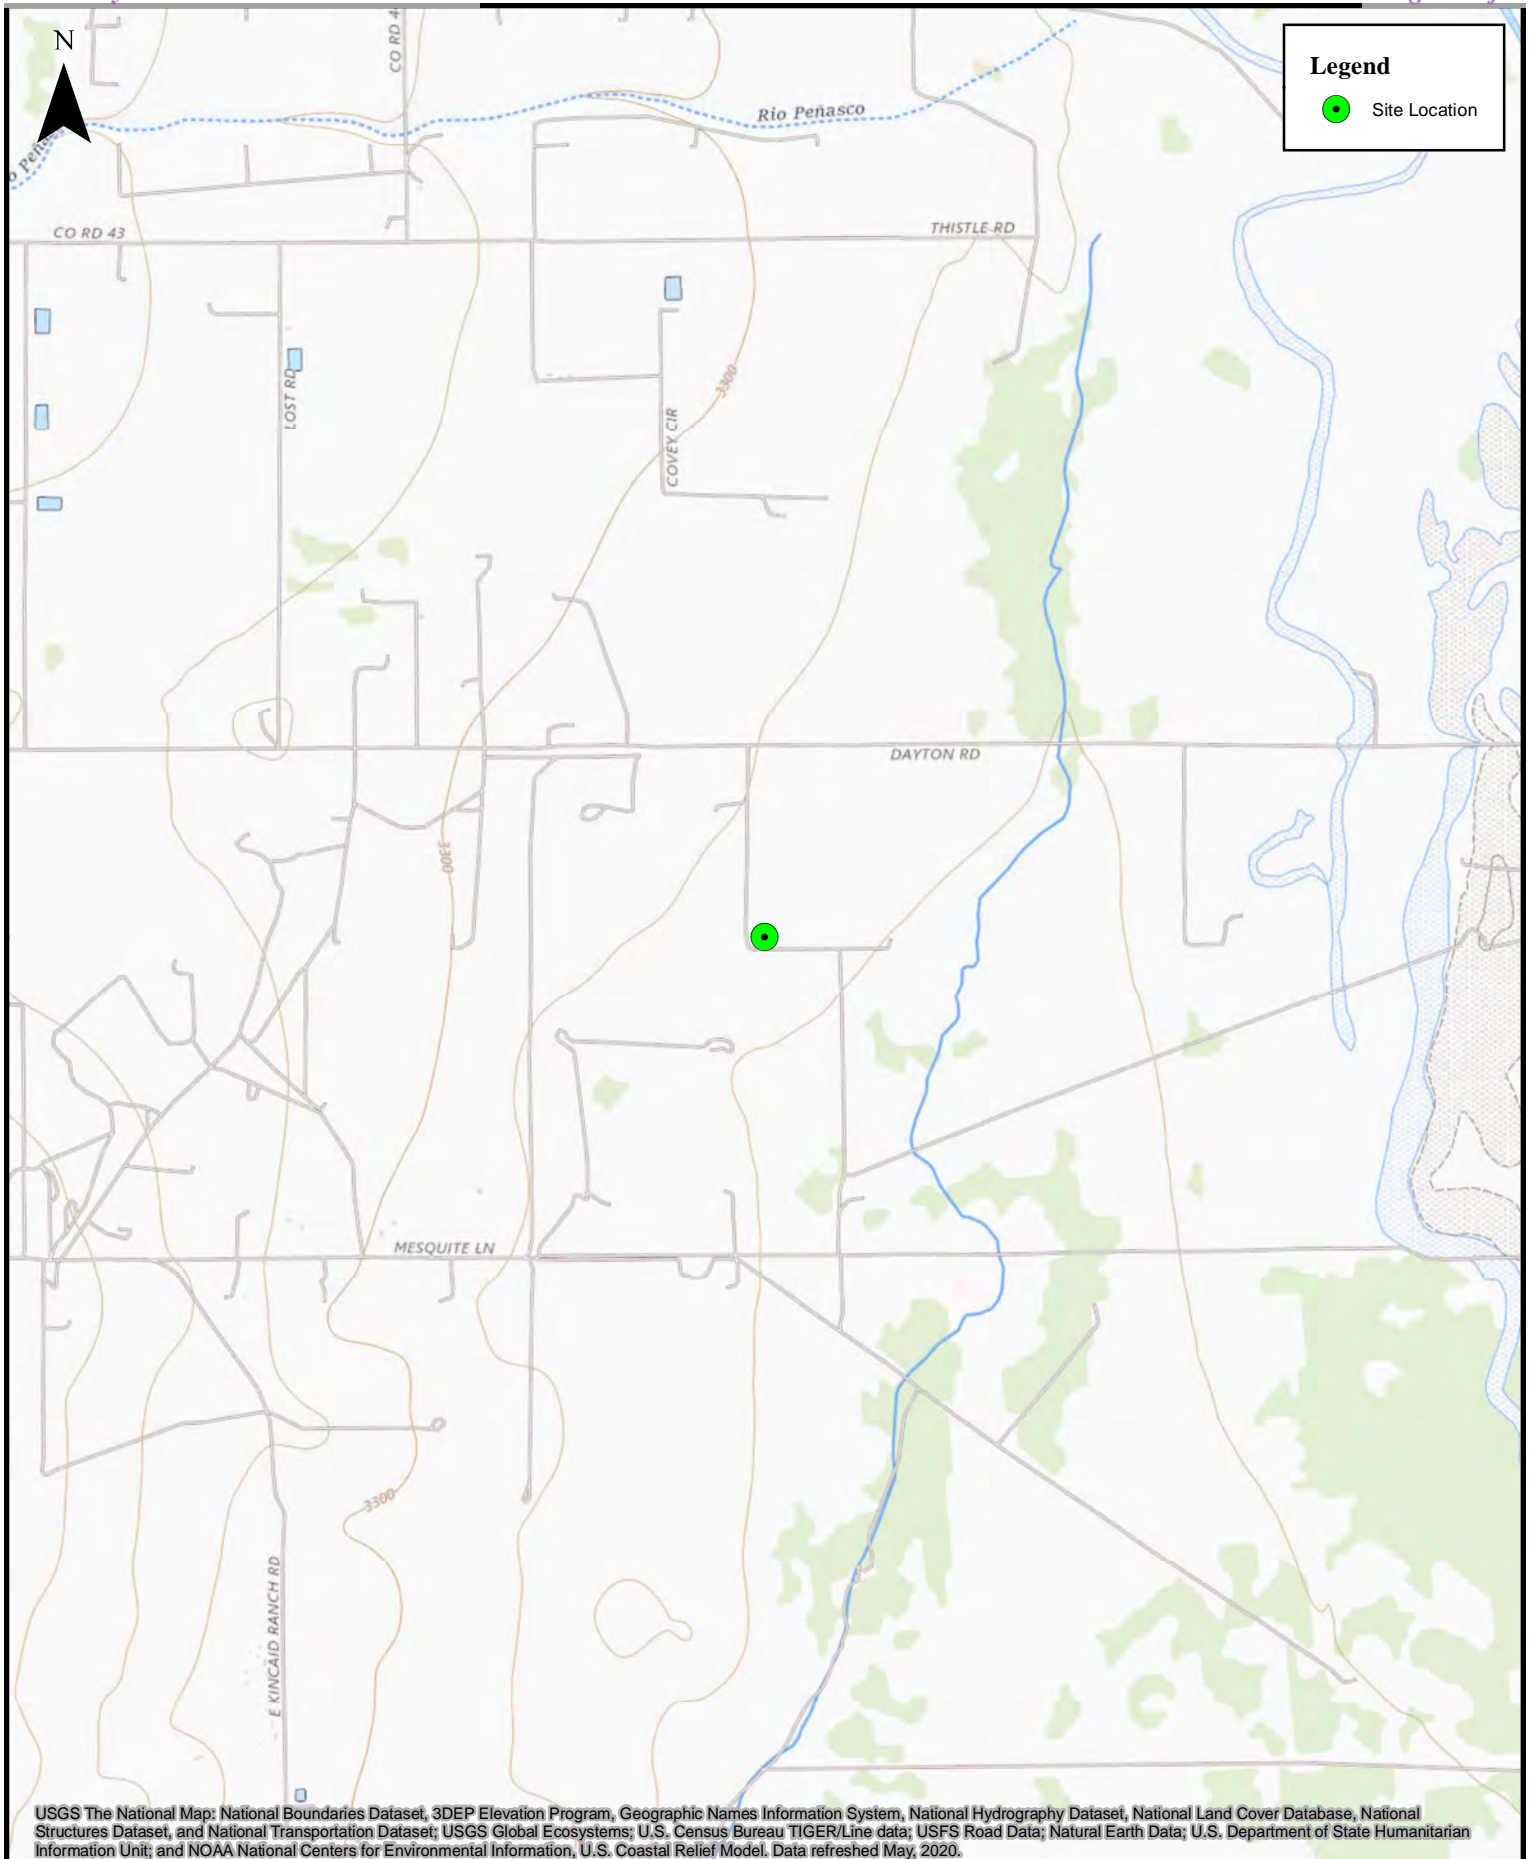 N
Legend
Site Location
CO RD 4
Rio Peñasco
CO RD 43
THISTLE RD
LOST RD
3300
COVEY CIR
DAYTON RD
3300
MESQUITE LN
3300
E KINCAID RANCH RD
USGS The National Map: National Boundaries Dataset, 3DEP Elevation Program, Geographic Names Information System, National Hydrography Dataset, National Land Cover Database, National
Structures Dataset, and National Transportation Dataset; USGS Global Ecosystems; U.S. Census Bureau TIGER/Line data; USFS Road Data; Natural Earth Data; U.S. Department of State Humanitarian
Information Unit; and NOAA National Centers for Environmental Information, U.S. Coastal Relief Model. Data refreshed May, 2020.